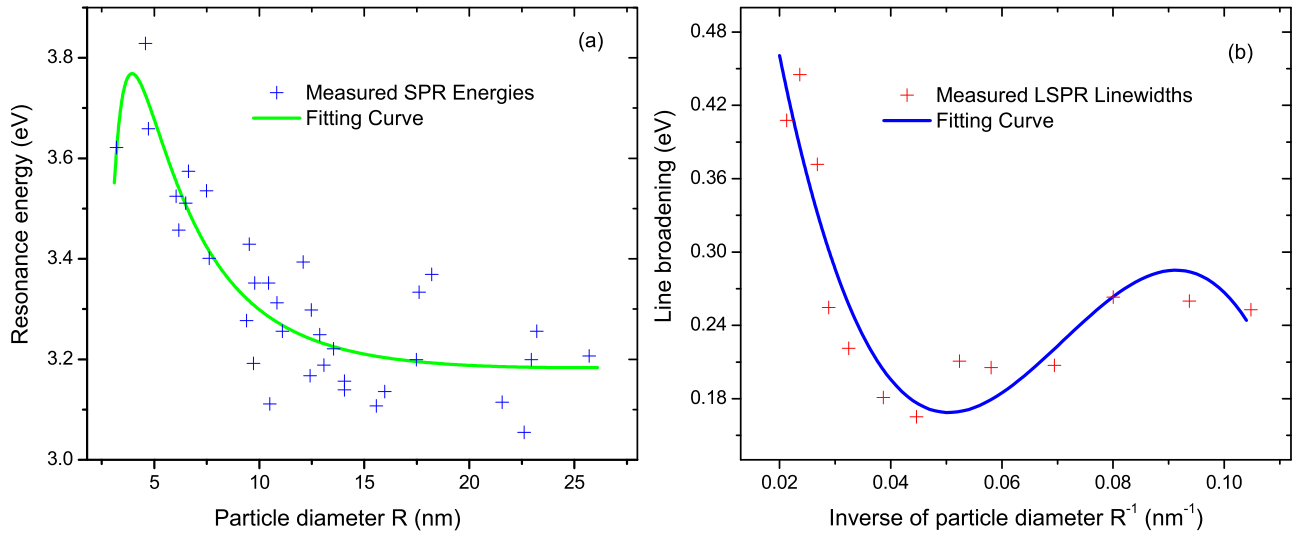 (a)
Measured SPR Energies
Fitting Curve
Resonance energy (eV)
3.8
3.6
3.4
3.2
3.0
5
10
15
20
25
Particle diameter R (nm)
(b)
Measured LSPR Linewidths
Fitting Curve
Line broadening (eV)
0.48
0.42
0.36
0.30
0.24
0.18
0.02
0.04
0.06
0.08
0.10
Inverse of particle diameter R⁻¹ (nm⁻¹)